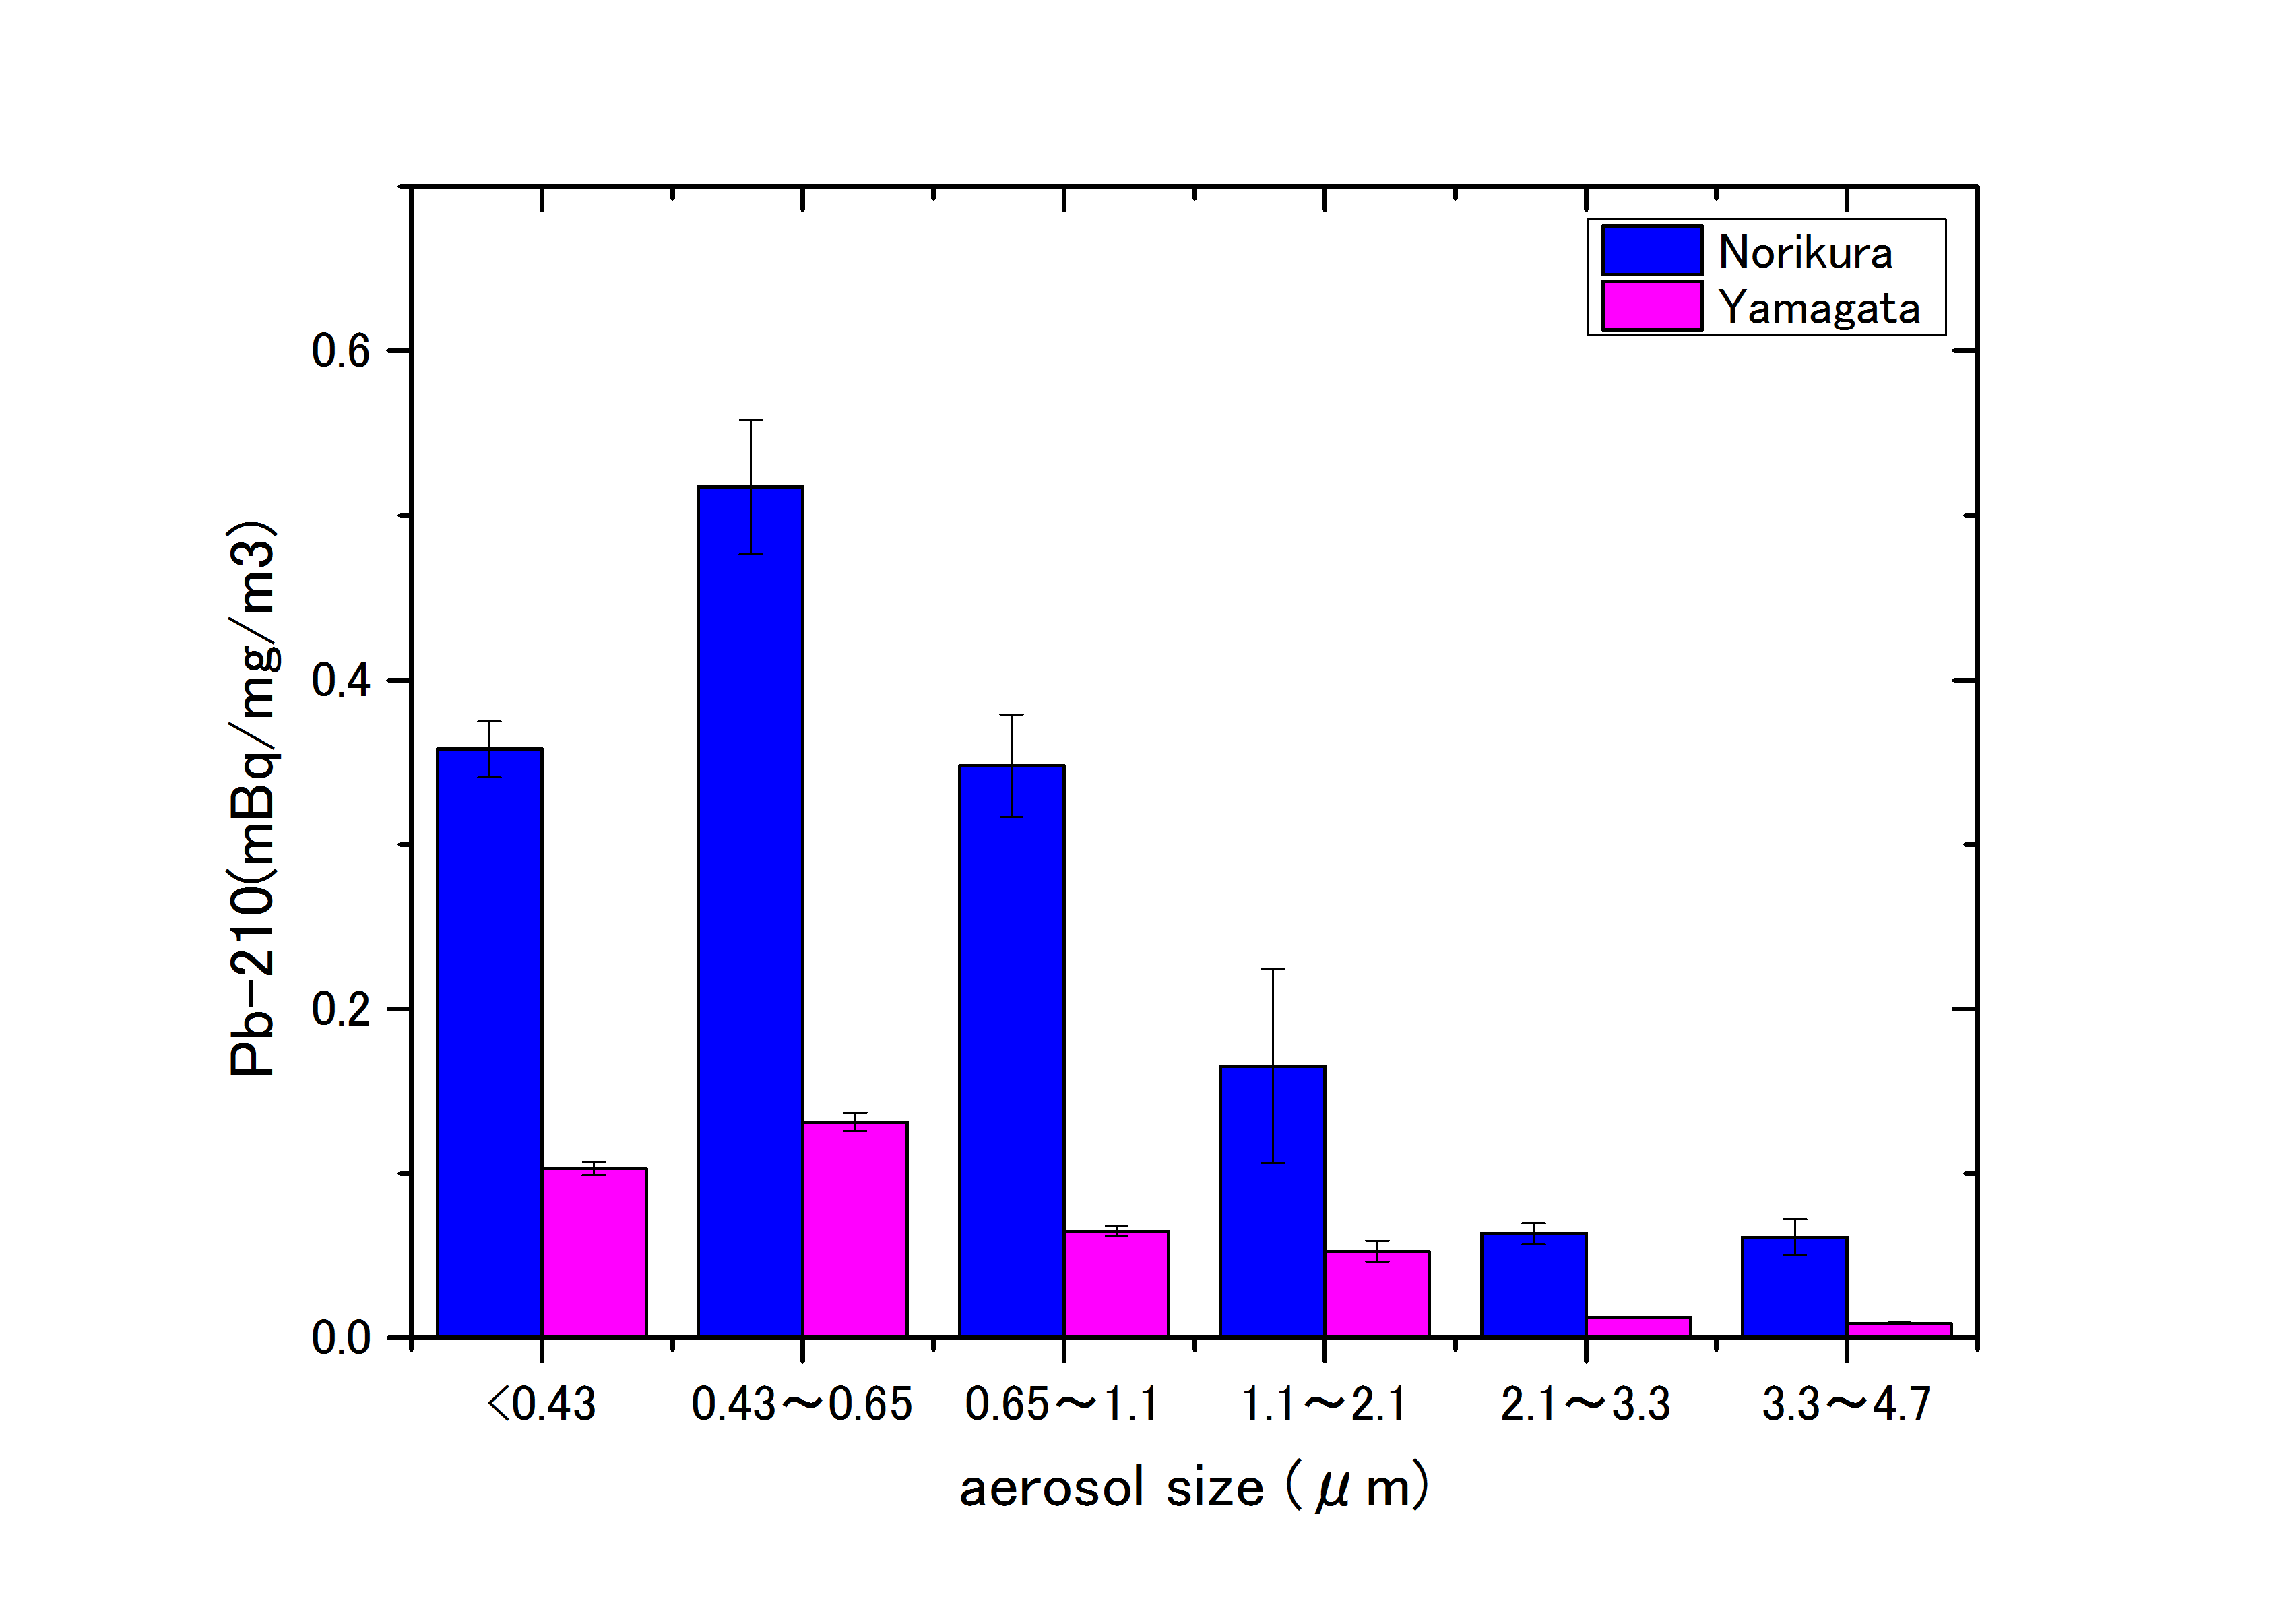 Norikura
Yamagata
0.6
0.4
0.2
0.0
Pb-210(mBq/mg/m3)
<0.43
0.43～0.65
0.65～1.1
1.1～2.1
2.1～3.3
3.3～4.7
aerosol size (μm)